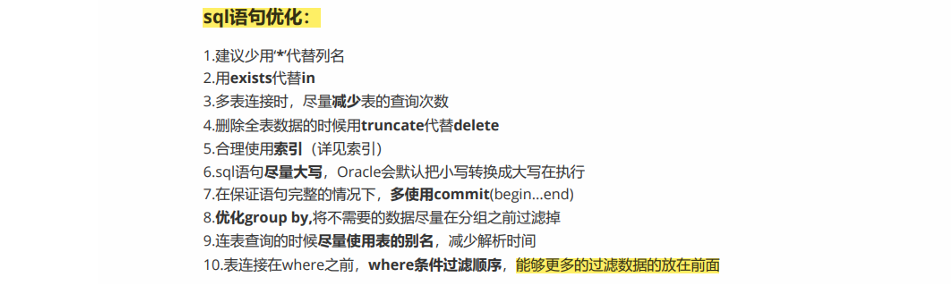 sql语句优化：
1.建议少用‘*’代替列名
2.用exists代替in
3.多表连接时，尽量减少表的查询次数
4.删除全表数据的时候用truncate代替delete
5.合理使用索引（详见索引）
6.sql语句尽量大写，Oracle会默认把小写转换成大写在执行
7.在保证语句完整的情况下，多使用commit(begin...end)
8.优化group by,将不需要的数据尽量在分组之前过滤掉
9.连表查询的时候尽量使用表的别名，减少解析时间
10.表连接在where之前，where条件过滤顺序，能够更多的过滤数据的放在前面